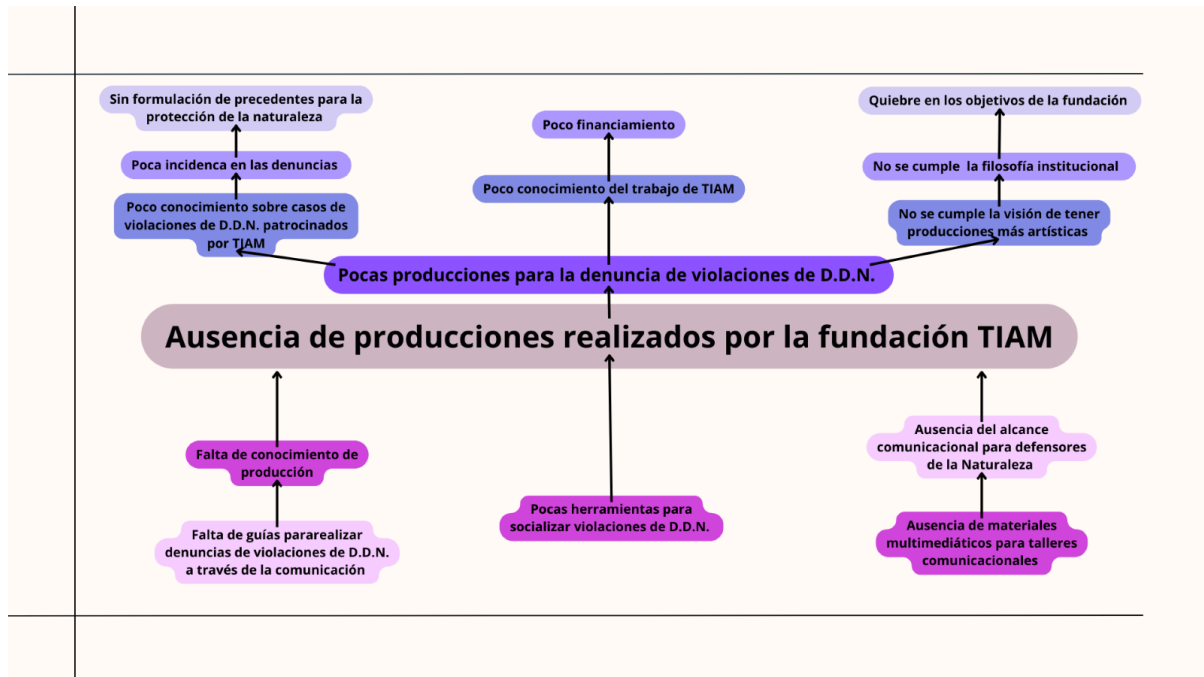 Sin formulación de precedentes para la
protección de la naturaleza
Poca incidenca en las denuncias
Poco conocimiento sobre casos de
violaciones de D.D.N. patrocinados
por TIAM
Poco financiamiento
Poco conocimiento del trabajo de TIAM
Quiebre en los objetivos de la fundación
No se cumple la filosofía institucional
No se cumple la visión de tener
producciones más artísticas
Pocas producciones para la denuncia de violaciones de D.D.N.
Ausencia de producciones realizados por la fundación TIAM
Falta de conocimiento de
producción
Falta de guías pararealizar
denuncias de violaciones de D.D.N.
a través de la comunicación
Pocas herramientas para
socializar violaciones de D.D.N.
Ausencia del alcance
comunicacional para defensores
de la Naturaleza
Ausencia de materiales
multimediáticos para talleres
comunicacionales